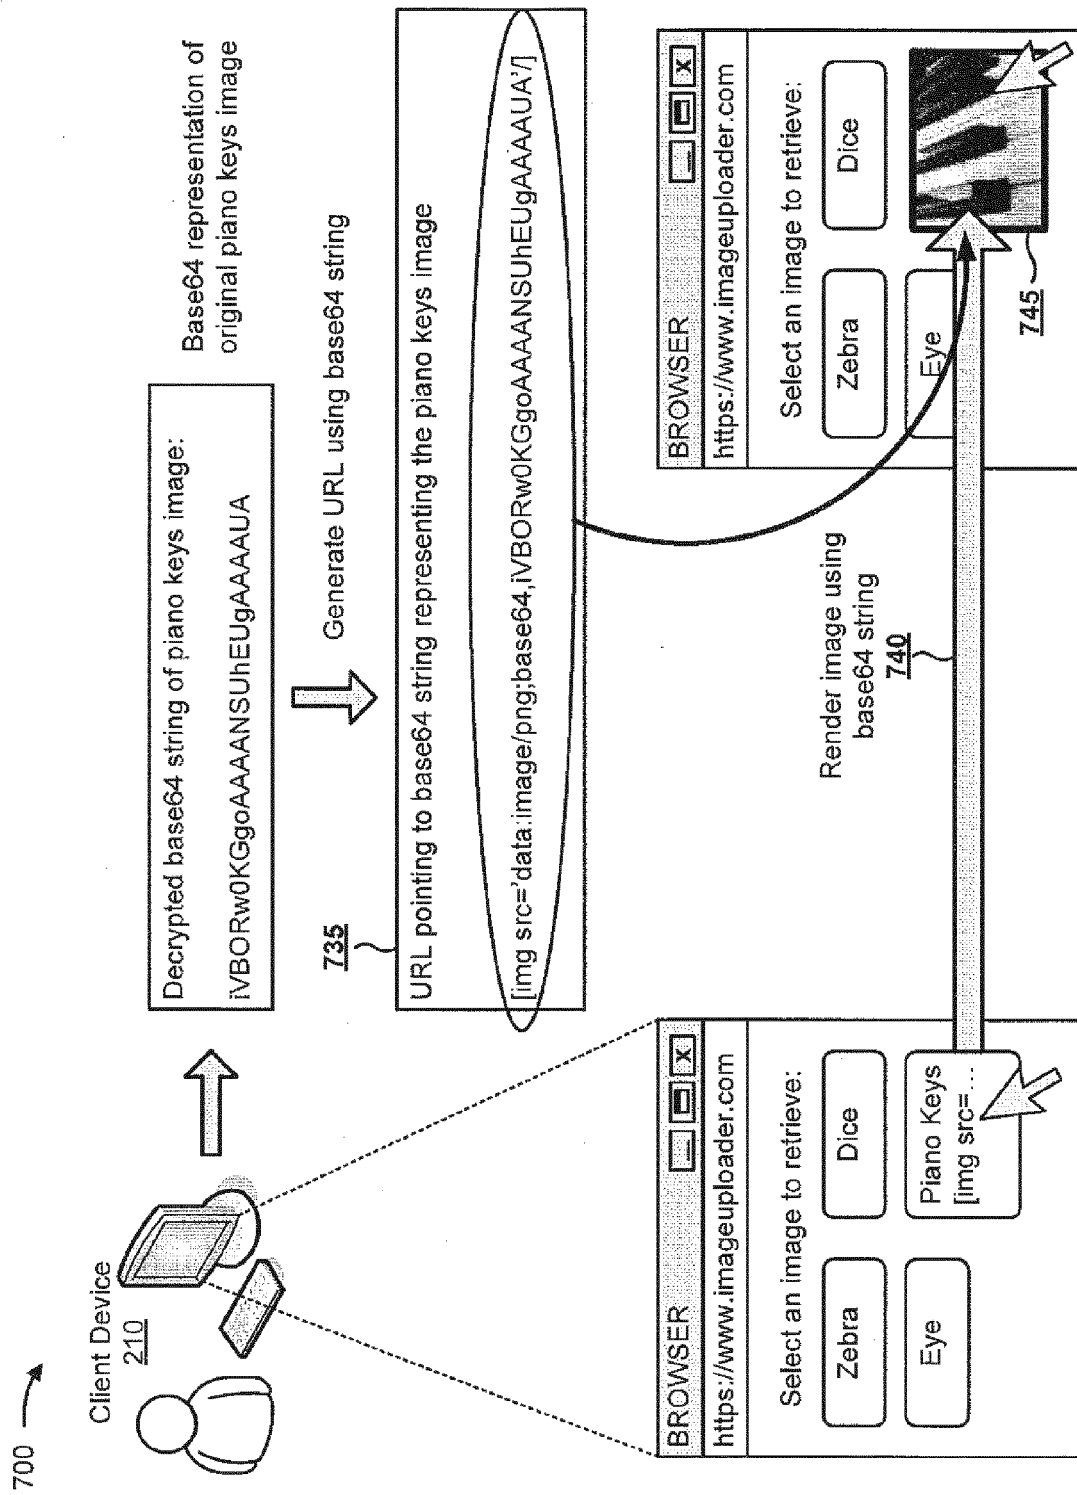 700
Client Device
210
Decrypted base64 string of piano keys image:
iVBORw0KGgoAAAANSUhEUgAAAAUA
Base64 representation of
original piano keys image
Generate URL using base64 string
735
URL pointing to base64 string representing the piano keys image
[img src='data:image/png;base64,iVBORw0KGgoAAAANSUhEUgAAAAUA'/]
BROWSER
X
https://www.imageuploader.com
Select an image to retrieve:
Zebra
Dice
Eye
Piano Keys
[img src=...
Render image using
base64 string
740
BROWSER
X
https://www.imageuploader.com
Select an image to retrieve:
Zebra
Dice
Eye
745